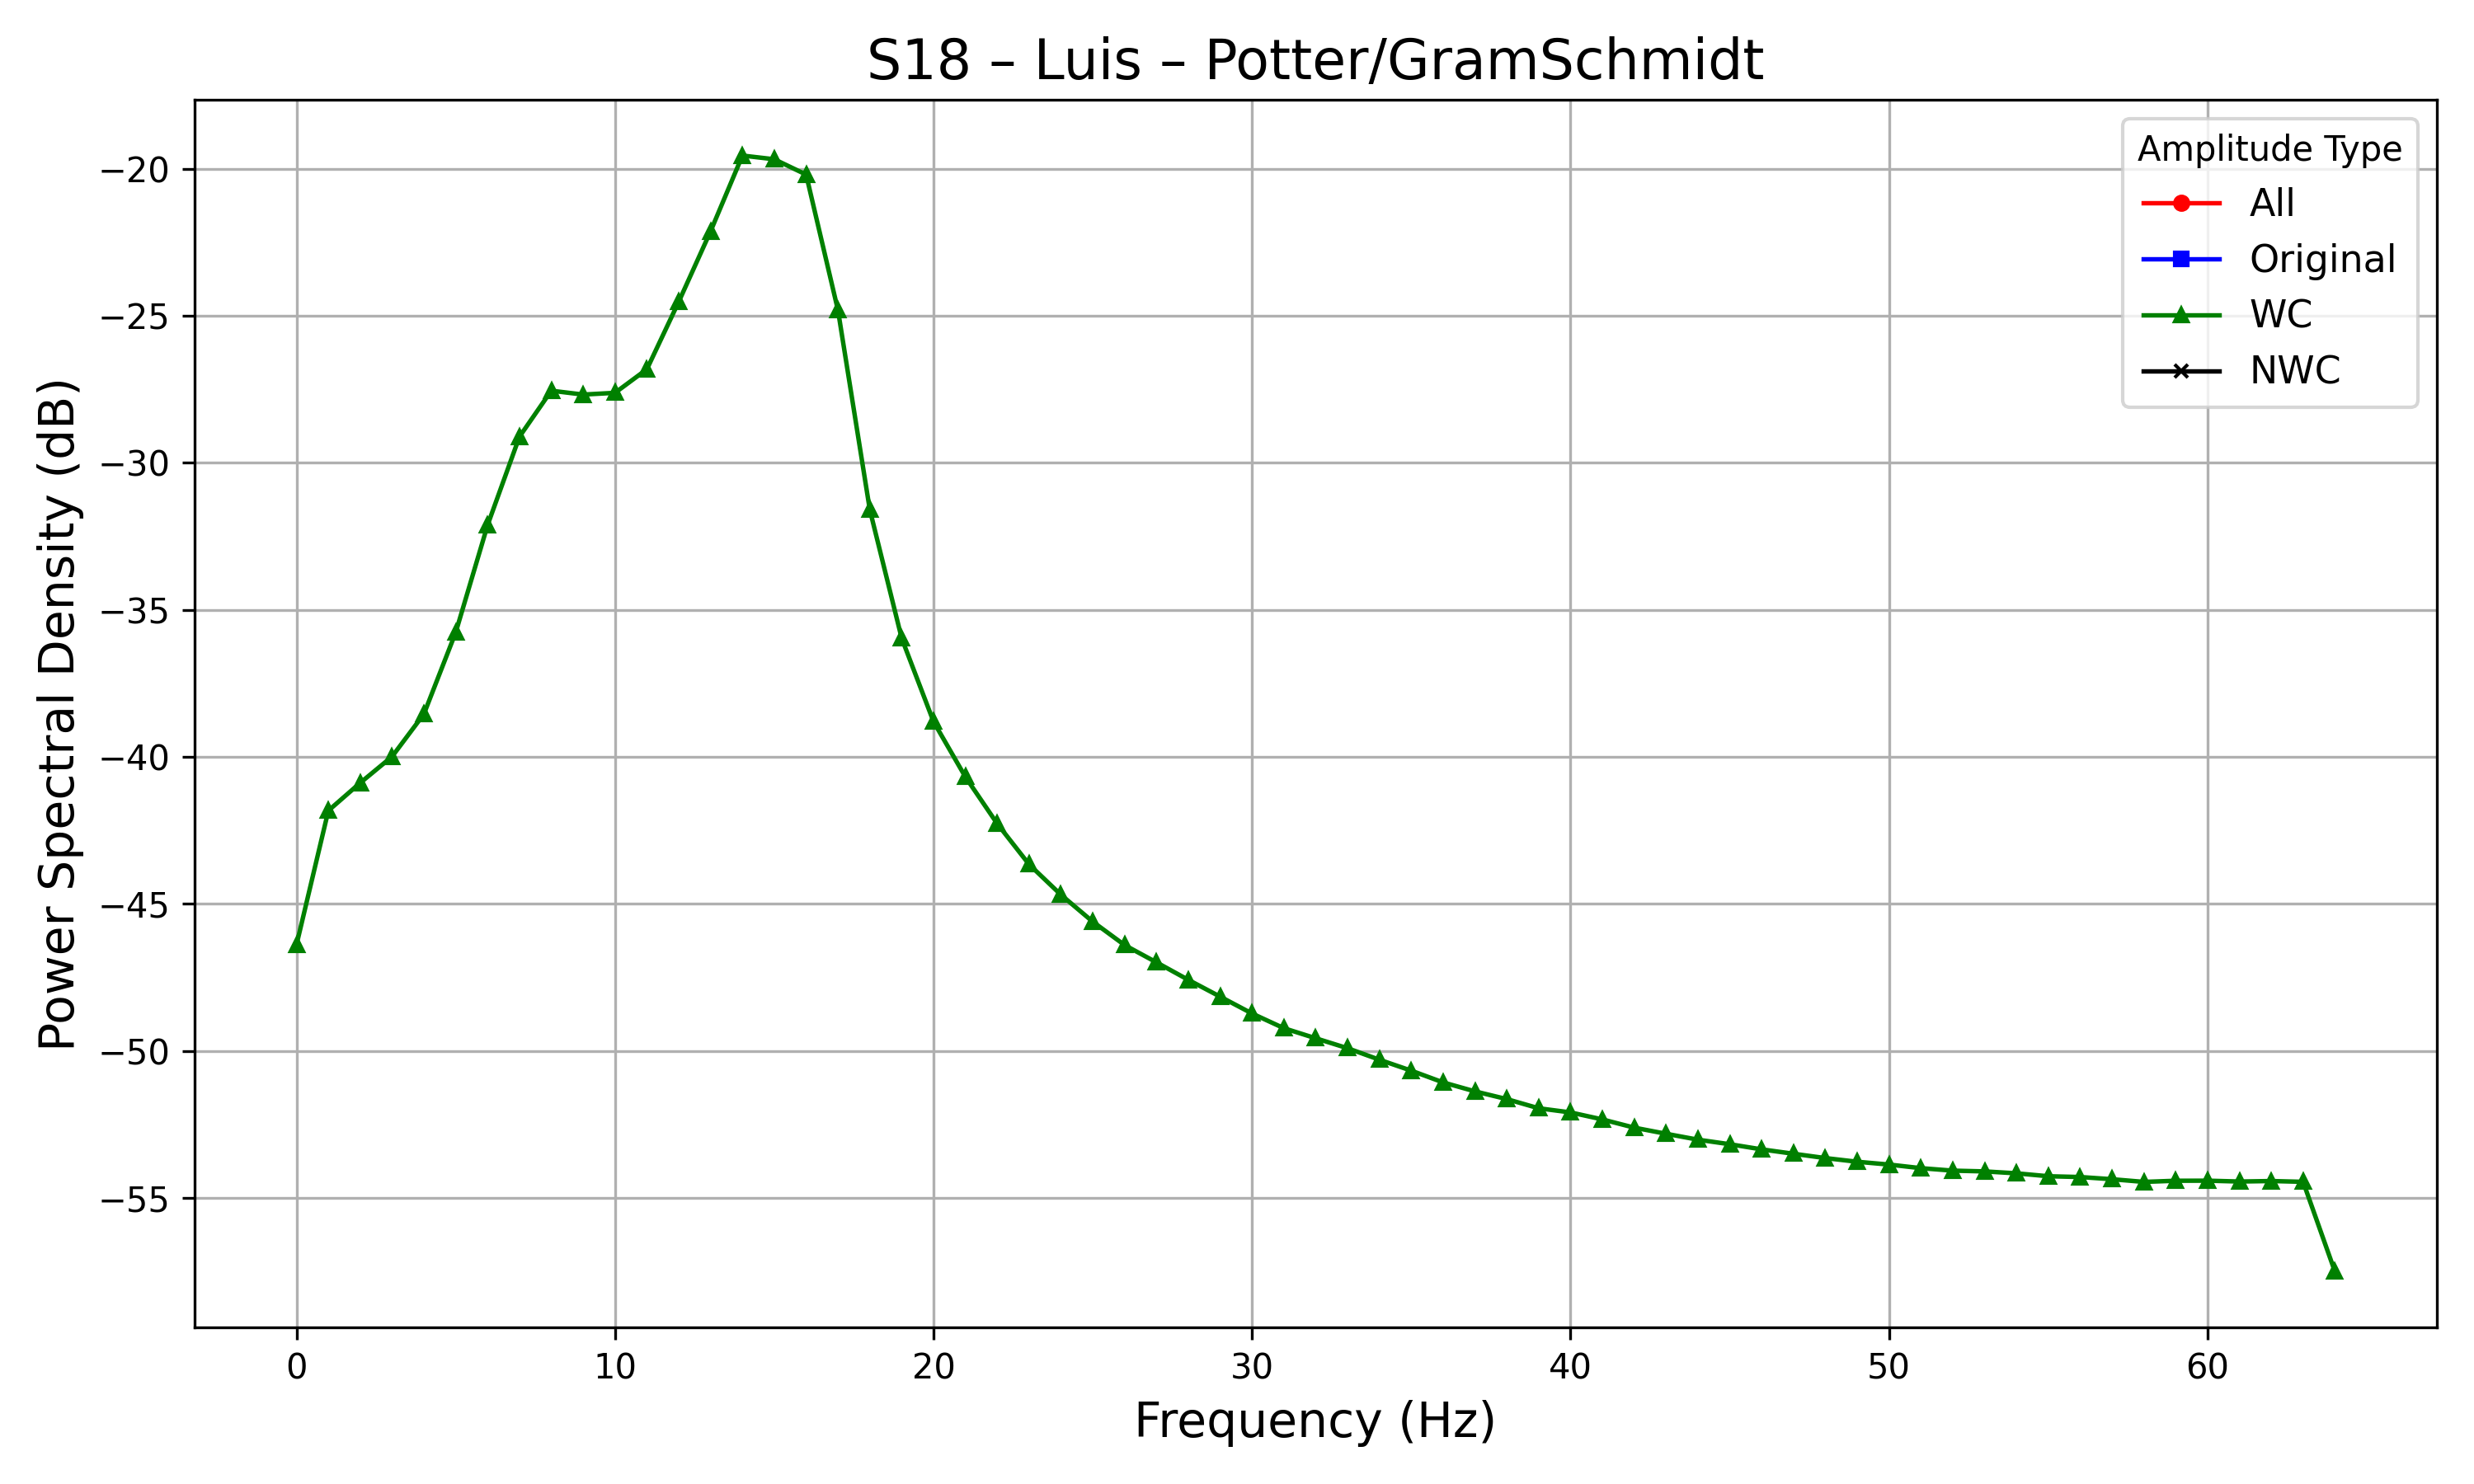 S18 – Luis – Potter/GramSchmidt
Power Spectral Density (dB)
−20
−25
−30
−35
−40
−45
−50
−55
Amplitude Type
All
Original
WC
NWC
0 10 20 30 40 50 60
Frequency (Hz)